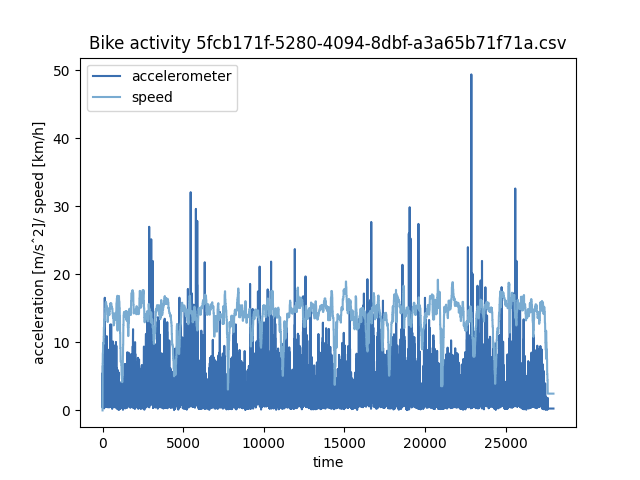 Bike activity 5fcb171f-5280-4094-8dbf-a3a65b71f71a.csv
accelerometer
speed
acceleration [m/s^2]/ speed [km/h]
50
40
30
20
10
0
0 5000 10000 15000 20000 25000
time